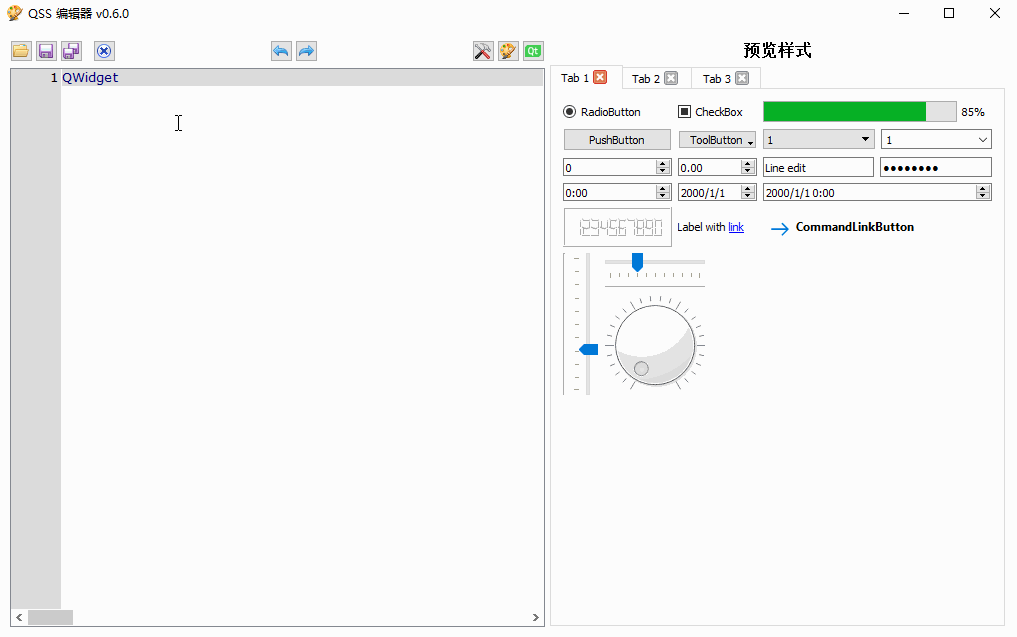 QSS 编辑器 v0.6.0
Qt
预览样式
1 QWidget
Tab 1 Tab 2 Tab 3
RadioButton CheckBox 85%
PushButton ToolButton 1 1
0 0.00 Line edit ●●●●●●●●
0:00 2000/1/1 2000/1/1 0:00
1234567890 Label with link CommandLinkButton